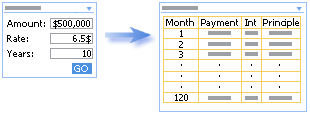 Amount: $500,000
Rate: 6.5$
Years: 10
GO
Month Payment Int Principle
1
2
3
120